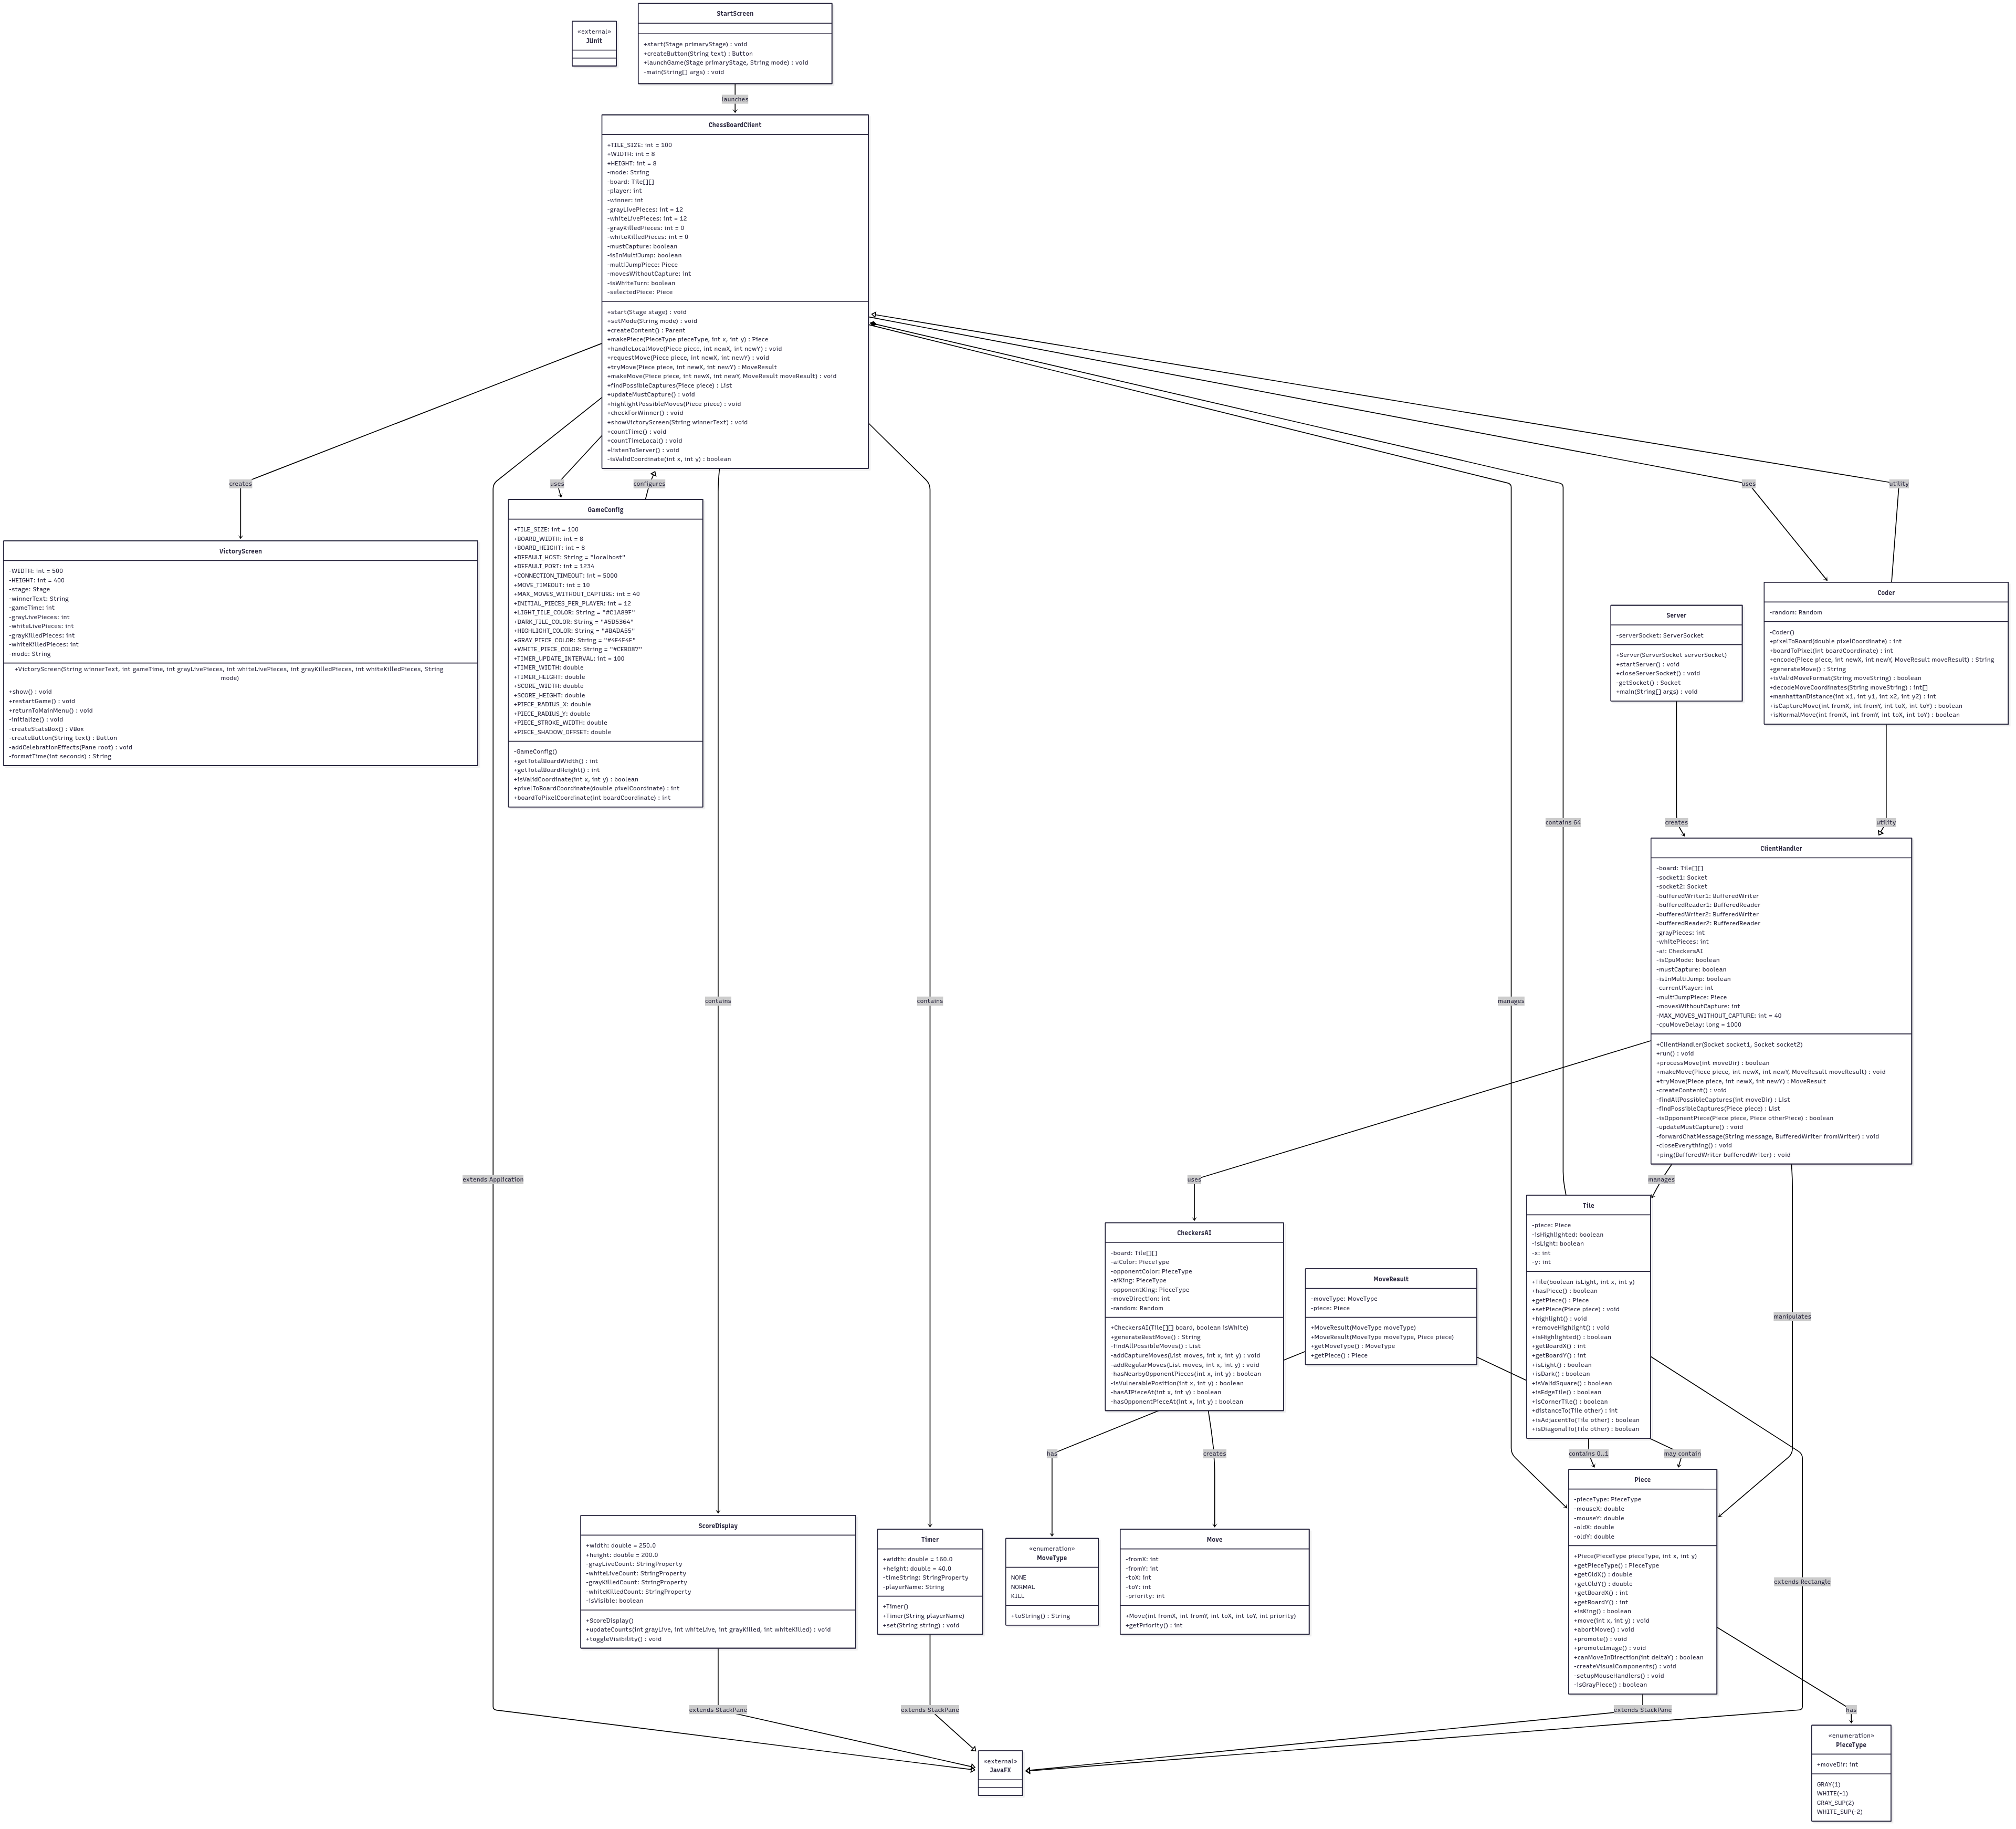 StartScreen
+start(Stage primaryStage) : void
+createButton(String text) : Button
+launchGame(Stage primaryStage, String mode) : void
-main(String[] args) : void
«external»
JUnit
launches
ChessBoardClient
+TILE_SIZE: int = 100
+WIDTH: int = 8
+HEIGHT: int = 8
-mode: String
-board: Tile[][]
-player: int
-winner: int
-grayLivePieces: int = 12
-whiteLivePieces: int = 12
-grayKilledPieces: int = 0
-whiteKilledPieces: int = 0
-mustCapture: boolean
-isInMultiJump: boolean
-multiJumpPiece: Piece
-movesWithoutCapture: int
-isWhiteTurn: boolean
-selectedPiece: Piece
+start(Stage stage) : void
+setMode(String mode) : void
+createContent() : Parent
+makePiece(PieceType pieceType, int x, int y) : Piece
+handleLocalMove(Piece piece, int newX, int newY) : void
+requestMove(Piece piece, int newX, int newY) : void
+tryMove(Piece piece, int newX, int newY) : MoveResult
+makeMove(Piece piece, int newX, int newY, MoveResult moveResult) : void
+findPossibleCaptures(Piece piece) : List
+updateMustCapture() : void
+highlightPossibleMoves(Piece piece) : void
+checkForWinner() : void
+showVictoryScreen(String winnerText) : void
+countTime() : void
+countTimeLocal() : void
+listenToServer() : void
-isValidCoordinate(int x, int y) : boolean
creates
uses
configures
uses
utility
VictoryScreen
-WIDTH: int = 500
-HEIGHT: int = 400
-stage: Stage
-winnerText: String
-gameTime: int
-grayLivePieces: int
-whiteLivePieces: int
-grayKilledPieces: int
-whiteKilledPieces: int
-mode: String
+VictoryScreen(String winnerText, int gameTime, int grayLivePieces, int whiteLivePieces, int grayKilledPieces, int whiteKilledPieces, String
mode)
+show() : void
+restartGame() : void
+returnToMainMenu() : void
-initialize() : void
-createStatsBox() : VBox
-createButton(String text) : Button
-addCelebrationEffects(Pane root) : void
-formatTime(int seconds) : String
GameConfig
+TILE_SIZE: int = 100
+BOARD_WIDTH: int = 8
+BOARD_HEIGHT: int = 8
+DEFAULT_HOST: String = "localhost"
+DEFAULT_PORT: int = 1234
+CONNECTION_TIMEOUT: int = 5000
+MOVE_TIMEOUT: int = 10
+MAX_MOVES_WITHOUT_CAPTURE: int = 40
+INITIAL_PIECES_PER_PLAYER: int = 12
+LIGHT_TILE_COLOR: String = "#C1A89F"
+DARK_TILE_COLOR: String = "#5D5364"
+HIGHLIGHT_COLOR: String = "#BADA55"
+GRAY_PIECE_COLOR: String = "#4F4F4F"
+WHITE_PIECE_COLOR: String = "#CEB087"
+TIMER_UPDATE_INTERVAL: int = 100
+TIMER_WIDTH: double
+TIMER_HEIGHT: double
+SCORE_WIDTH: double
+SCORE_HEIGHT: double
+PIECE_RADIUS_X: double
+PIECE_RADIUS_Y: double
+PIECE_STROKE_WIDTH: double
+PIECE_SHADOW_OFFSET: double
-GameConfig()
+getTotalBoardWidth() : int
+getTotalBoardHeight() : int
+isValidCoordinate(int x, int y) : boolean
+pixelToBoardCoordinate(double pixelCoordinate) : int
+boardToPixelCoordinate(int boardCoordinate) : int
Server
-serverSocket: ServerSocket
+Server(ServerSocket serverSocket)
+startServer() : void
+closeServerSocket() : void
-getSocket() : Socket
+main(String[] args) : void
Coder
-random: Random
-Coder()
+pixelToBoard(double pixelCoordinate) : int
+boardToPixel(int boardCoordinate) : int
+encode(Piece piece, int newX, int newY, MoveResult moveResult) : String
+generateMove() : String
+isValidMoveFormat(String moveString) : boolean
+decodeMoveCoordinates(String moveString) : int[]
+manhattanDistance(int x1, int y1, int x2, int y2) : int
+isCaptureMove(int fromX, int fromY, int toX, int toY) : boolean
+isNormalMove(int fromX, int fromY, int toX, int toY) : boolean
contains 64
creates
utility
ClientHandler
-board: Tile[][]
-socket1: Socket
-socket2: Socket
-bufferedWriter1: BufferedWriter
-bufferedReader1: BufferedReader
-bufferedWriter2: BufferedWriter
-bufferedReader2: BufferedReader
-grayPieces: int
-whitePieces: int
-ai: CheckersAI
-isCpuMode: boolean
-mustCapture: boolean
-isInMultiJump: boolean
-currentPlayer: int
-multiJumpPiece: Piece
-movesWithoutCapture: int
-MAX_MOVES_WITHOUT_CAPTURE: int = 40
-cpuMoveDelay: long = 1000
+ClientHandler(Socket socket1, Socket socket2)
+run() : void
+processMove(int moveDir) : boolean
+makeMove(Piece piece, int newX, int newY, MoveResult moveResult) : void
+tryMove(Piece piece, int newX, int newY) : MoveResult
-createContent() : void
-findAllPossibleCaptures(int moveDir) : List
-findPossibleCaptures(Piece piece) : List
-isOpponentPiece(Piece piece, Piece otherPiece) : boolean
-updateMustCapture() : void
-forwardChatMessage(String message, BufferedWriter fromWriter) : void
-closeEverything() : void
+ping(BufferedWriter bufferedWriter) : void
contains
contains
manages
extends Application
uses
manages
CheckersAI
-board: Tile[][]
-aiColor: PieceType
-opponentColor: PieceType
-aiKing: PieceType
-opponentKing: PieceType
-moveDirection: int
-random: Random
+CheckersAI(Tile[][] board, boolean isWhite)
+generateBestMove() : String
-findAllPossibleMoves() : List
-addCaptureMoves(List moves, int x, int y) : void
-addRegularMoves(List moves, int x, int y) : void
-hasNearbyOpponentPieces(int x, int y) : boolean
-isVulnerablePosition(int x, int y) : boolean
-hasAIPieceAt(int x, int y) : boolean
-hasOpponentPieceAt(int x, int y) : boolean
MoveResult
-moveType: MoveType
-piece: Piece
+MoveResult(MoveType moveType)
+MoveResult(MoveType moveType, Piece piece)
+getMoveType() : MoveType
+getPiece() : Piece
Tile
-piece: Piece
-isHighlighted: boolean
-isLight: boolean
-x: int
-y: int
+Tile(boolean isLight, int x, int y)
+hasPiece() : boolean
+getPiece() : Piece
+setPiece(Piece piece) : void
+highlight() : void
+removeHighlight() : void
+isHighlighted() : boolean
+getBoardX() : int
+getBoardY() : int
+isLight() : boolean
+isDark() : boolean
+isValidSquare() : boolean
+isEdgeTile() : boolean
+isCornerTile() : boolean
+distanceTo(Tile other) : int
+isAdjacentTo(Tile other) : boolean
+isDiagonalTo(Tile other) : boolean
manipulates
has
creates
contains 0..1
may contain
ScoreDisplay
+width: double = 250.0
+height: double = 200.0
-grayLiveCount: StringProperty
-whiteLiveCount: StringProperty
-grayKilledCount: StringProperty
-whiteKilledCount: StringProperty
-isVisible: boolean
+ScoreDisplay()
+updateCounts(int grayLive, int whiteLive, int grayKilled, int whiteKilled) : void
+toggleVisibility() : void
Timer
+width: double = 160.0
+height: double = 40.0
-timeString: StringProperty
-playerName: String
+Timer()
+Timer(String playerName)
+set(String string) : void
«enumeration»
MoveType
NONE
NORMAL
KILL
+toString() : String
Move
-fromX: int
-fromY: int
-toX: int
-toY: int
-priority: int
+Move(int fromX, int fromY, int toX, int toY, int priority)
+getPriority() : int
Piece
-pieceType: PieceType
-mouseX: double
-mouseY: double
-oldX: double
-oldY: double
+Piece(PieceType pieceType, int x, int y)
+getPieceType() : PieceType
+getOldX() : double
+getOldY() : double
+getBoardX() : int
+getBoardY() : int
+isKing() : boolean
+move(int x, int y) : void
+abortMove() : void
+promote() : void
+promoteImage() : void
+canMoveInDirection(int deltaY) : boolean
-createVisualComponents() : void
-setupMouseHandlers() : void
-isGrayPiece() : boolean
extends Rectangle
extends StackPane
extends StackPane
extends StackPane
has
«external»
JavaFX
«enumeration»
PieceType
+moveDir: int
GRAY(1)
WHITE(-1)
GRAY_SUP(2)
WHITE_SUP(-2)